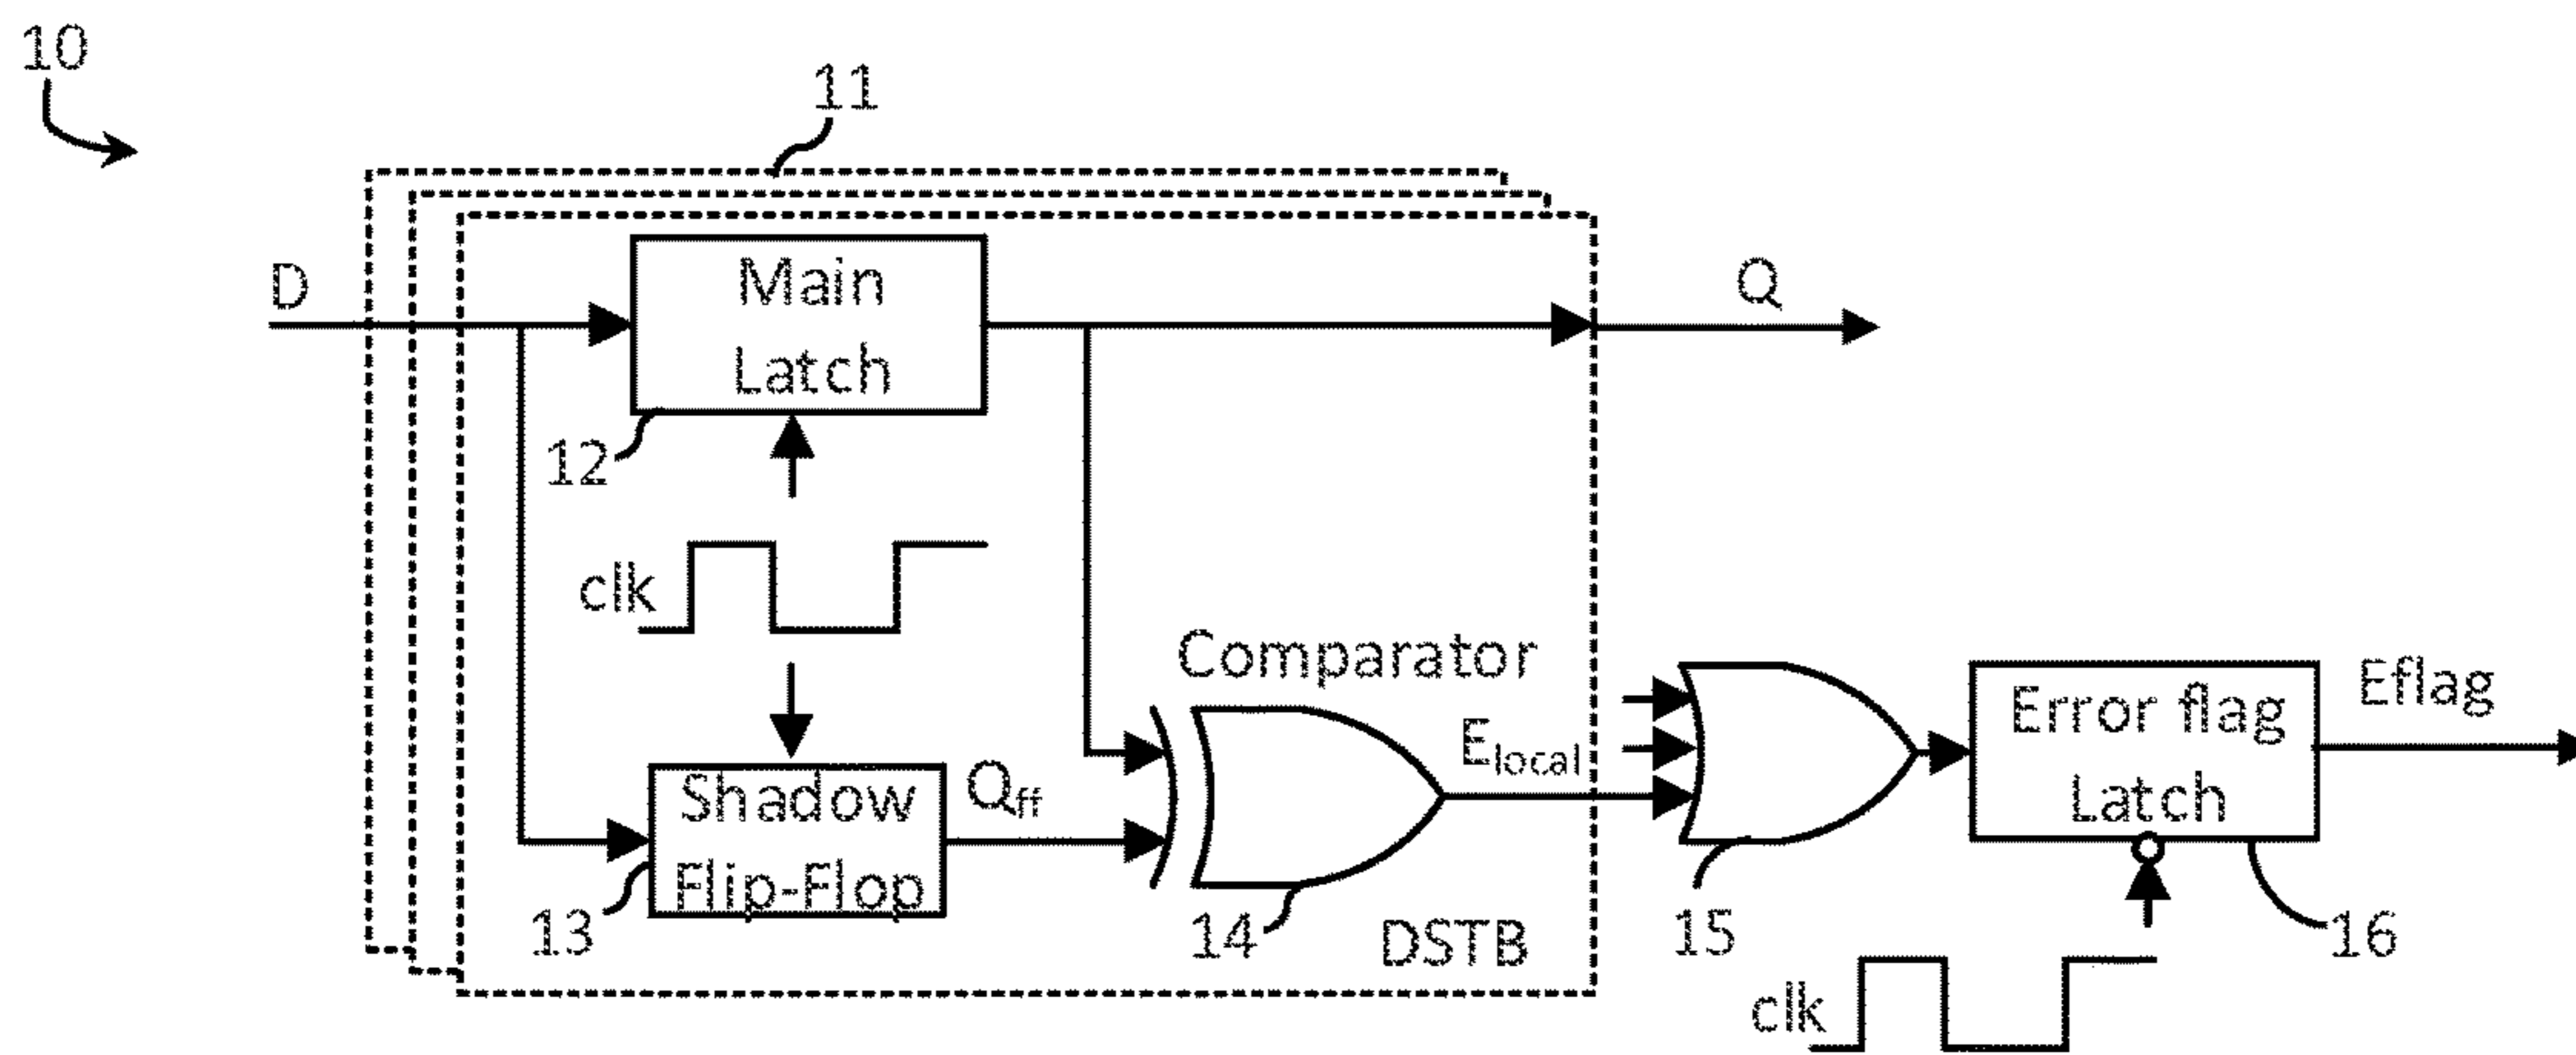 10
11
D
Main
Latch
Q
12
clk
Comparator
Shadow
Flip-Flop
Qff
Elocal
Error flag
Latch
Eflag
13
14
DSTB
15
16
clk